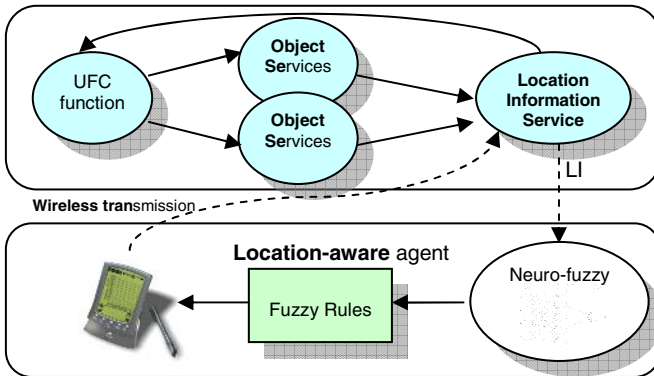 UFC
function
Object
Services
Object
Services
Location
Information
Service
LI
Wireless transmission
Location-aware agent
Fuzzy Rules
Neuro-fuzzy